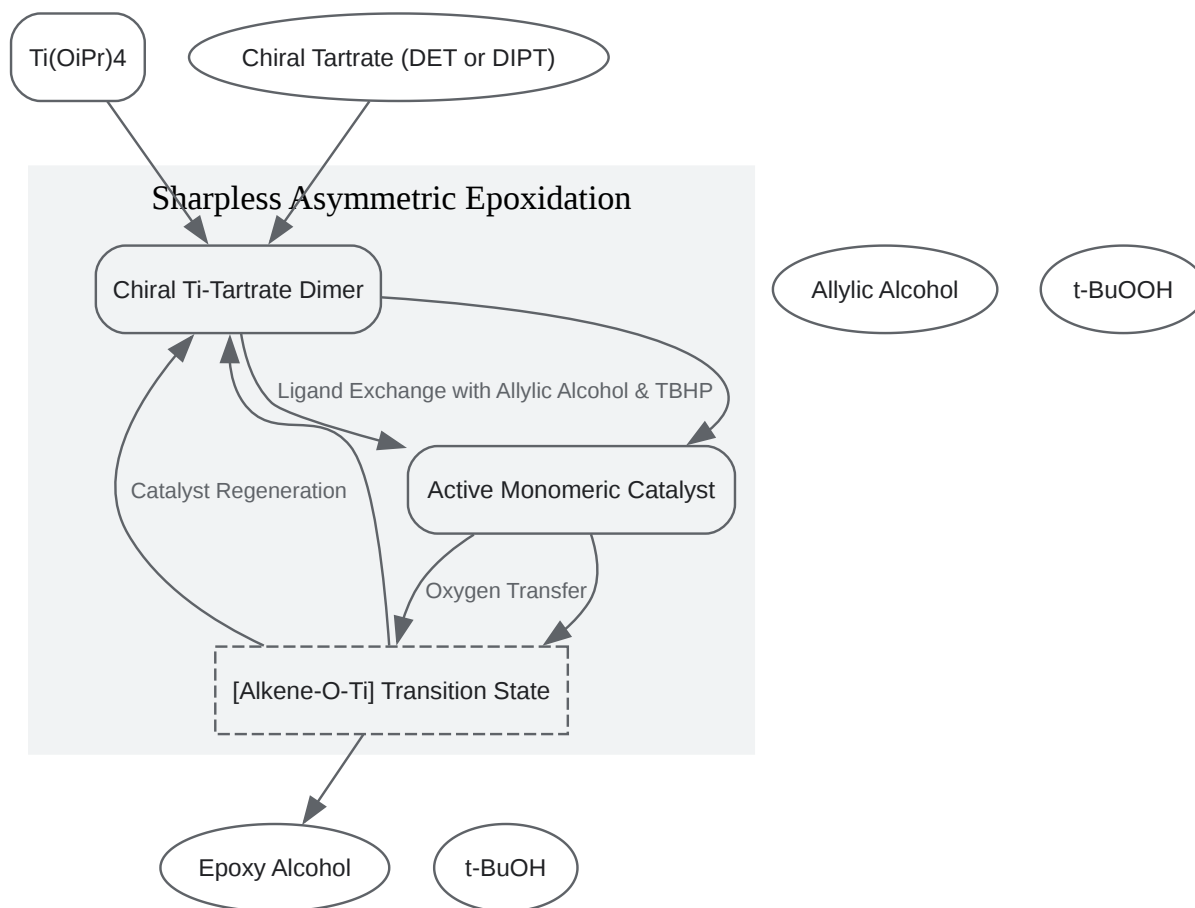 Ti(OiPr)4
Chiral Tartrate (DET or DIPT)
Sharpless Asymmetric Epoxidation
Chiral Ti-Tartrate Dimer
Allylic Alcohol
t-BuOOH
Ligand Exchange with Allylic Alcohol & TBHP
Catalyst Regeneration
Active Monomeric Catalyst
Oxygen Transfer
[Alkene-O-Ti] Transition State
Epoxy Alcohol
t-BuOH